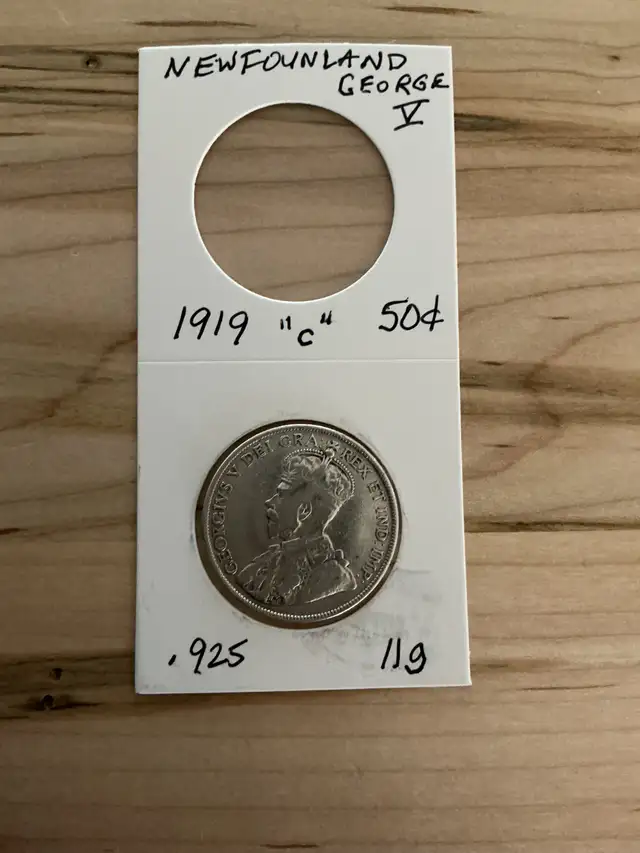 NEWFOUNLAND
GEORGE
V
1919 "C" 50¢
GEORGIVS V DEI GRA: REX ET IND: IMP:
.925 11g